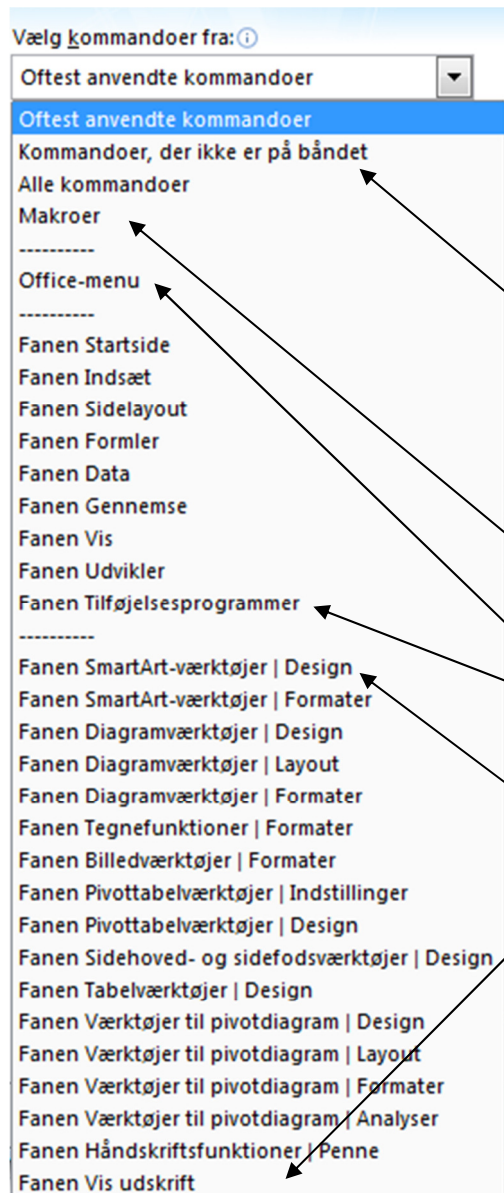 Vælg kommandoer fra:
Oftest anvendte kommandoer
Oftest anvendte kommandoer
Kommandoer, der ikke er på båndet
Alle kommandoer
Makroer
----------
Office-menu
----------
Fanen Startside
Fanen Indsæt
Fanen Sidelayout
Fanen Formler
Fanen Data
Fanen Gennemse
Fanen Vis
Fanen Udvikler
Fanen Tilføjelsesprogrammer
----------
Fanen SmartArt-værktøjer | Design
Fanen SmartArt-værktøjer | Formater
Fanen Diagramværktøjer | Design
Fanen Diagramværktøjer | Layout
Fanen Diagramværktøjer | Formater
Fanen Tegnefunktioner | Formater
Fanen Billedværktøjer | Formater
Fanen Pivottabelværktøjer | Indstillinger
Fanen Pivottabelværktøjer | Design
Fanen Sidehoved- og sidefodsværktøjer | Design
Fanen Tabelværktøjer | Design
Fanen Værktøjer til pivotdiagram | Design
Fanen Værktøjer til pivotdiagram | Layout
Fanen Værktøjer til pivotdiagram | Formater
Fanen Værktøjer til pivotdiagram | Analyser
Fanen Håndskriftsfunktioner | Penne
Fanen Vis udskrift